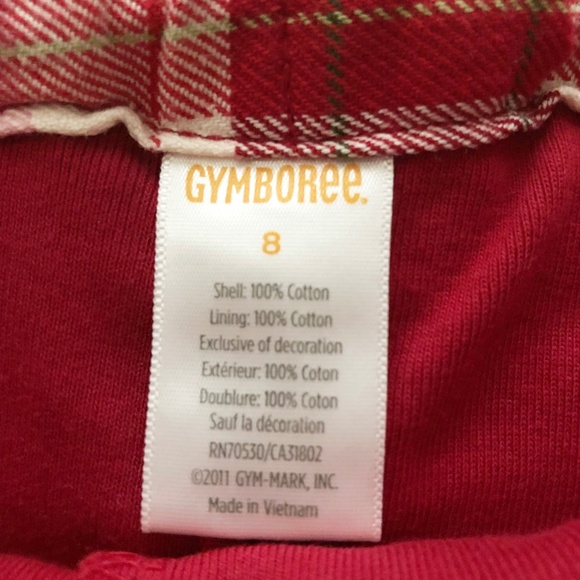 GYMBOREE.
8
Shell: 100% Cotton
Lining: 100% Cotton
Exclusive of decoration
Extérieur: 100% Coton
Doublure: 100% Coton
Sauf la décoration
RN70530/CA31802
©2011 GYM-MARK, INC.
Made in Vietnam